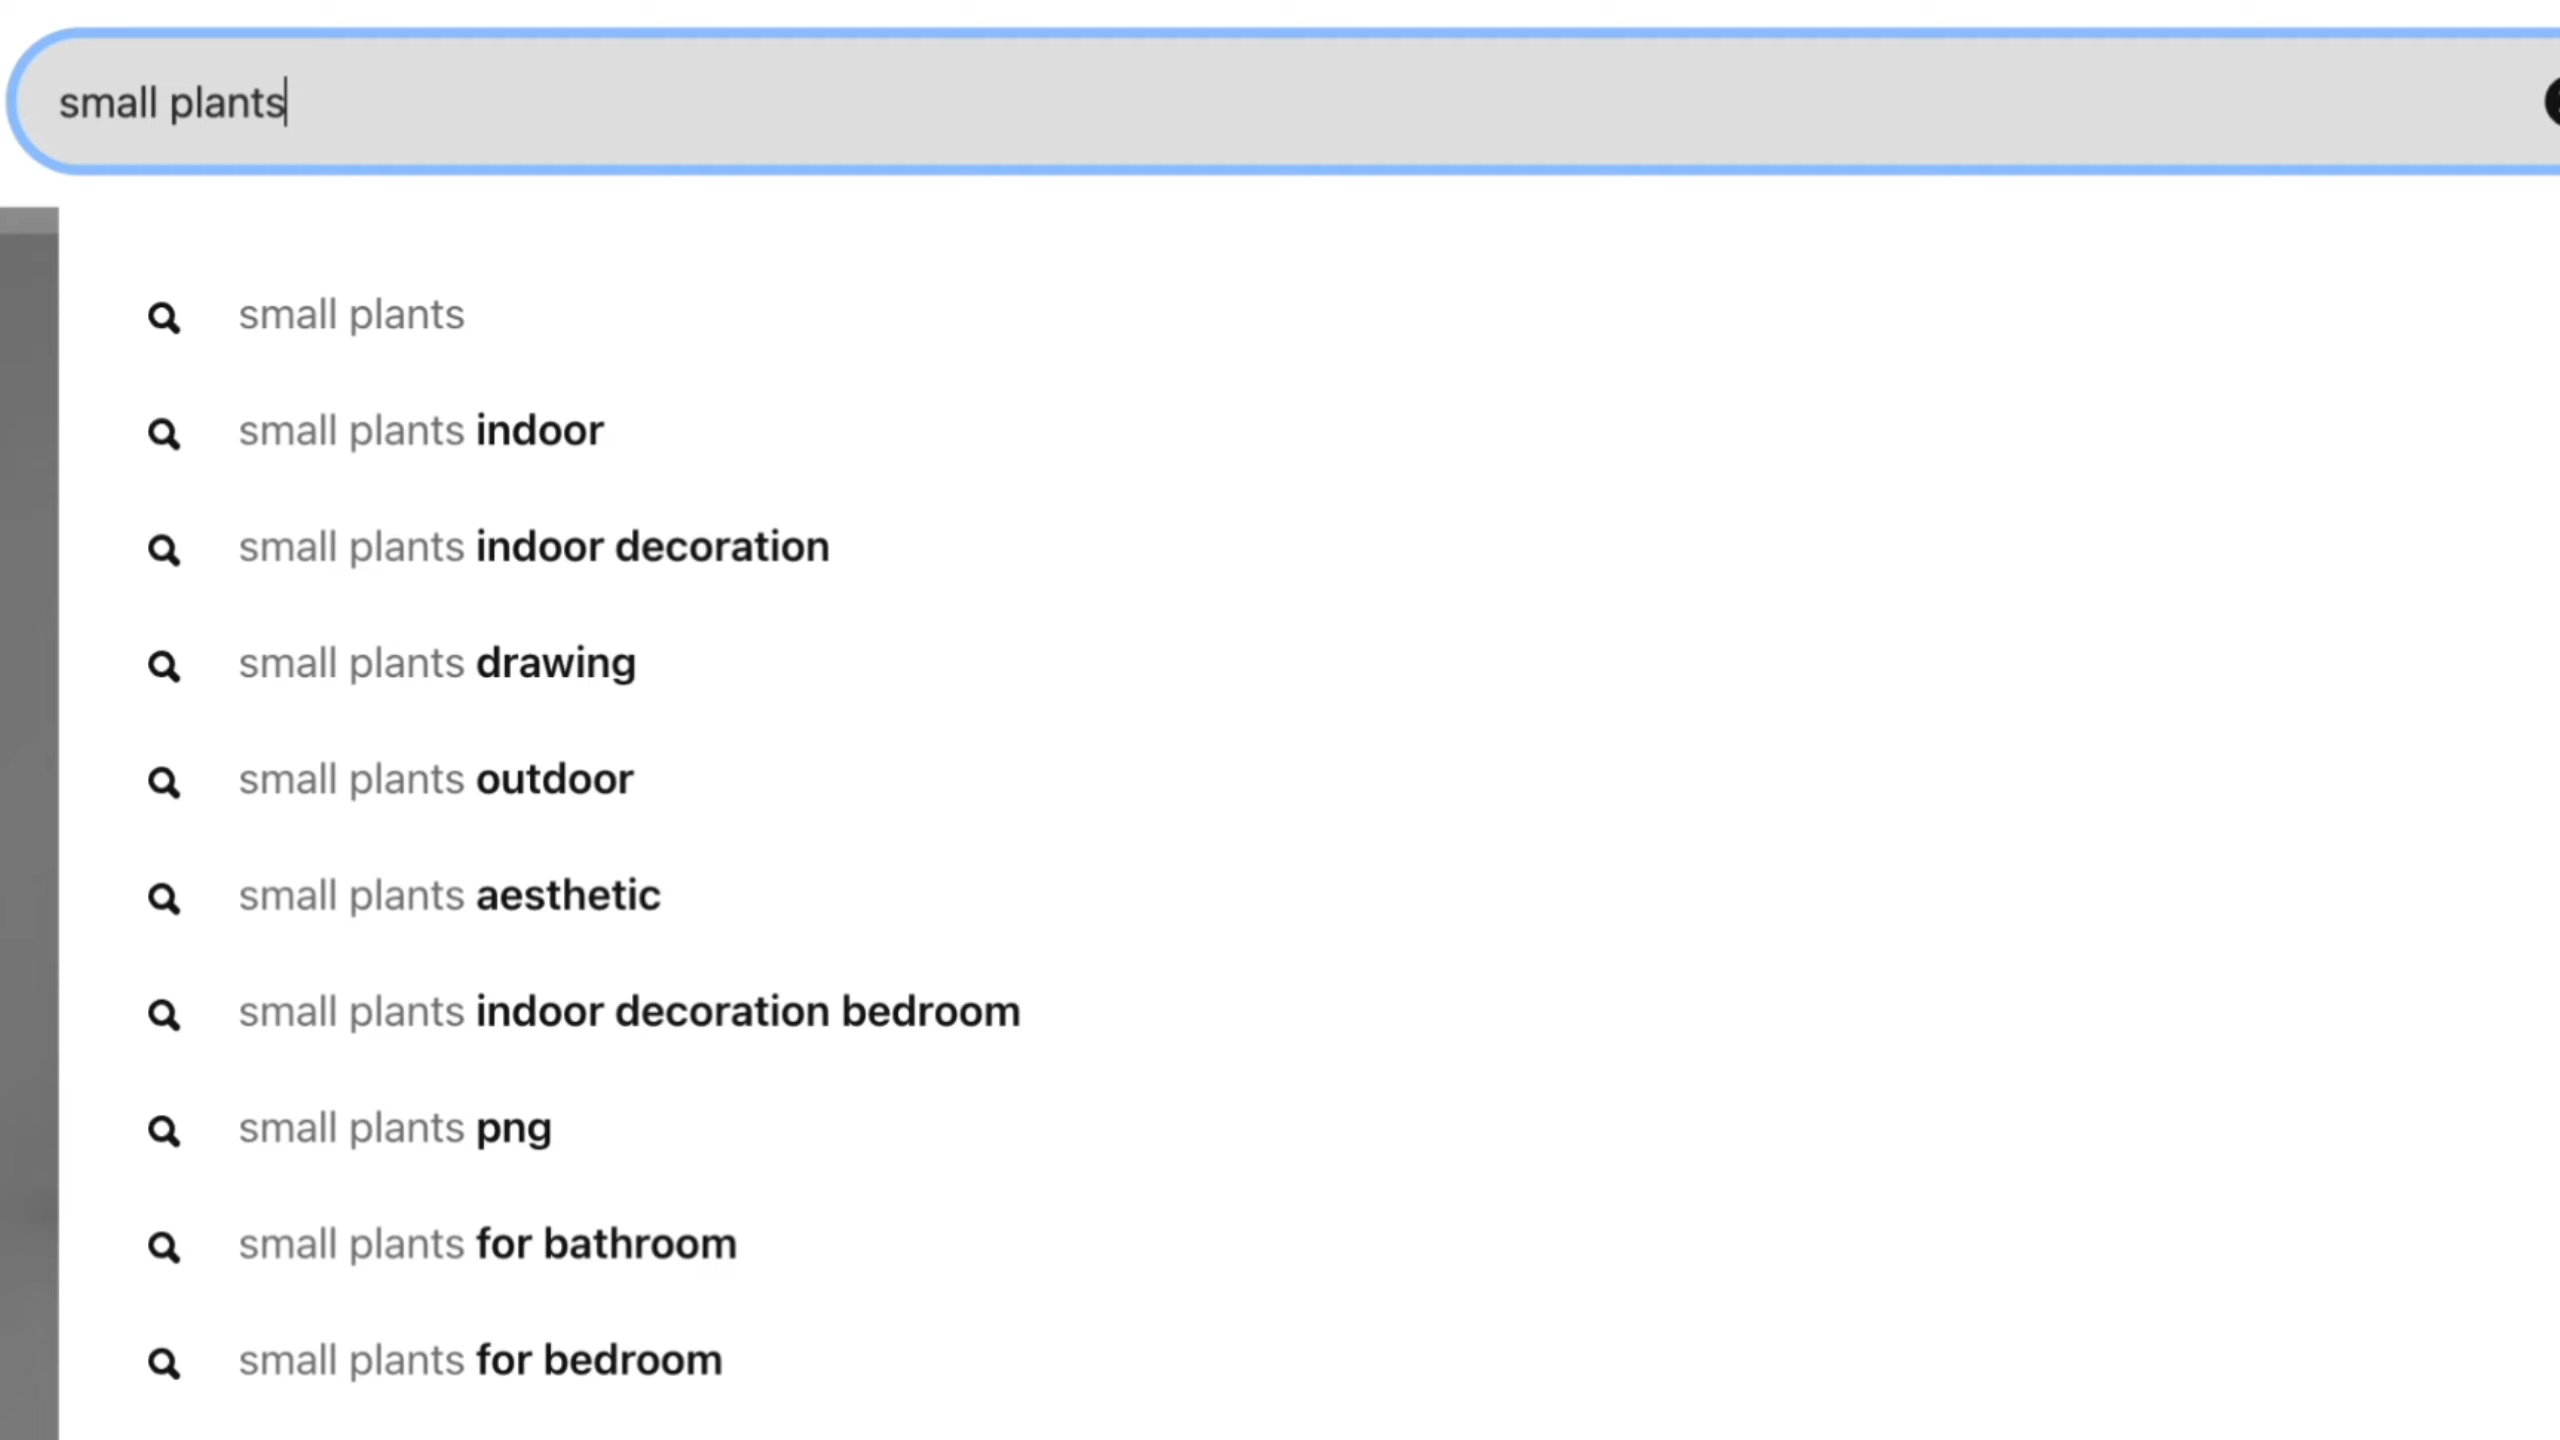 small plants
small plants
small plants indoor
small plants indoor decoration
small plants drawing
small plants outdoor
small plants aesthetic
small plants indoor decoration bedroom
small plants png
small plants for bathroom
small plants for bedroom